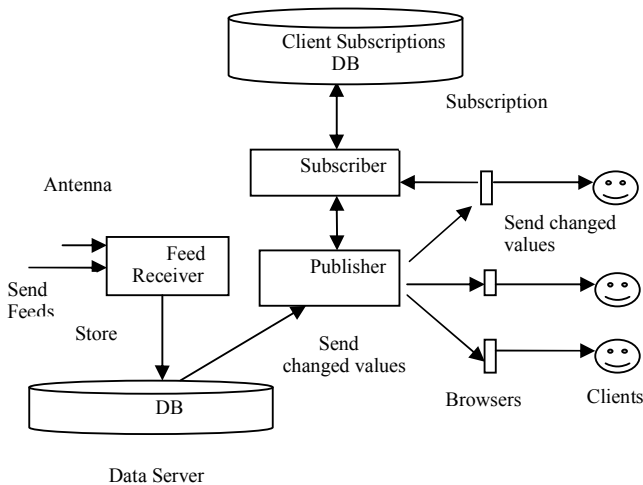 Client Subscriptions
DB
Subscription
Subscriber
Antenna
Send changed
values
Feed
Receiver
Publisher
Send
Feeds
Store
Send
changed values
DB
Browsers
Clients
Data Server